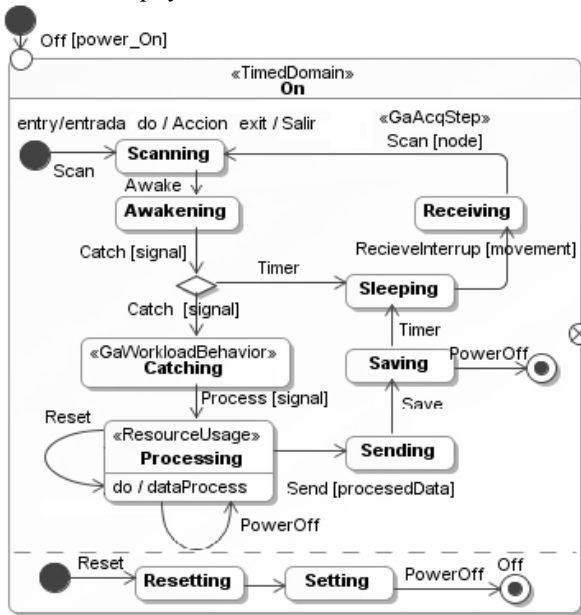 Off [power_On]
«TimedDomain»
On
entry/entrada do / Accion exit / Salir
«GaAcqStep»
Scan [node]
Scan
Scanning
Awake
Awakening
Receiving
Catch [signal]
RecieveInterrup [movement]
Timer
Sleeping
Catch [signal]
Timer
«GaWorkloadBehavior»
Catching
Saving
PowerOff
Process [signal]
Save
Reset
«ResourceUsage»
Processing
Sending
do / dataProcess
Send [procesedData]
PowerOff
Reset
Resetting
Setting
PowerOff
Off